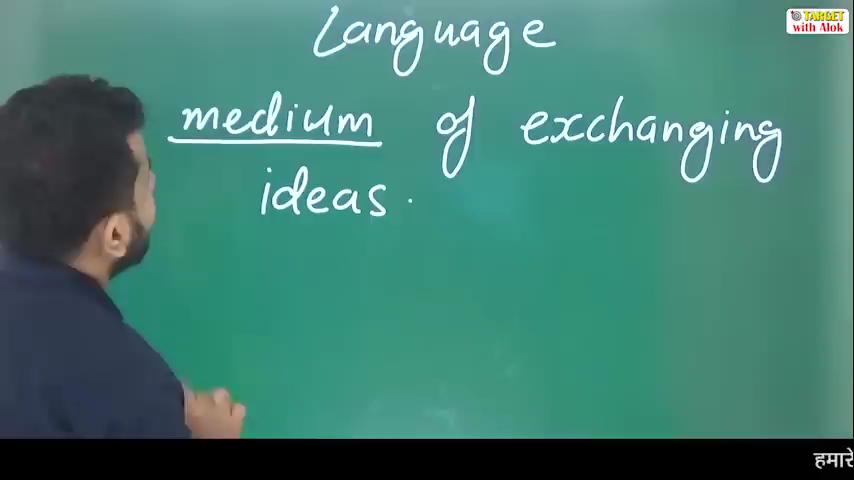 TARGET
with Alok
Language
medium of exchanging
ideas.
हमारे